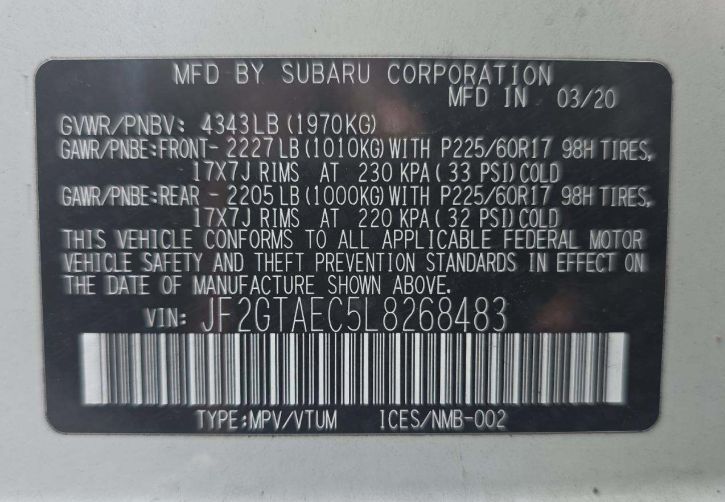 MFD BY SUBARU CORPORATION
MFD IN 03/20
GVWR/PNBV: 4343LB (1970KG)
GAWR/PNBE:FRONT- 2227LB (1010KG) WITH P225/60R17 98H TIRES,
17X7J RIMS AT 230 KPA (33 PSI) COLD
GAWR/PNBE:REAR - 2205LB (1000KG) WITH P225/60R17 98H TIRES,
17X7J RIMS AT 220 KPA (32 PSI) COLD
THIS VEHICLE CONFORMS TO ALL APPLICABLE FEDERAL MOTOR
VEHICLE SAFETY AND THEFT PREVENTION STANDARDS IN EFFECT ON
THE DATE OF MANUFACTURE SHOWN ABOVE.
VIN: JF2GTAEC5L8268483
TYPE:MPV/VTUM ICES/NMB-002